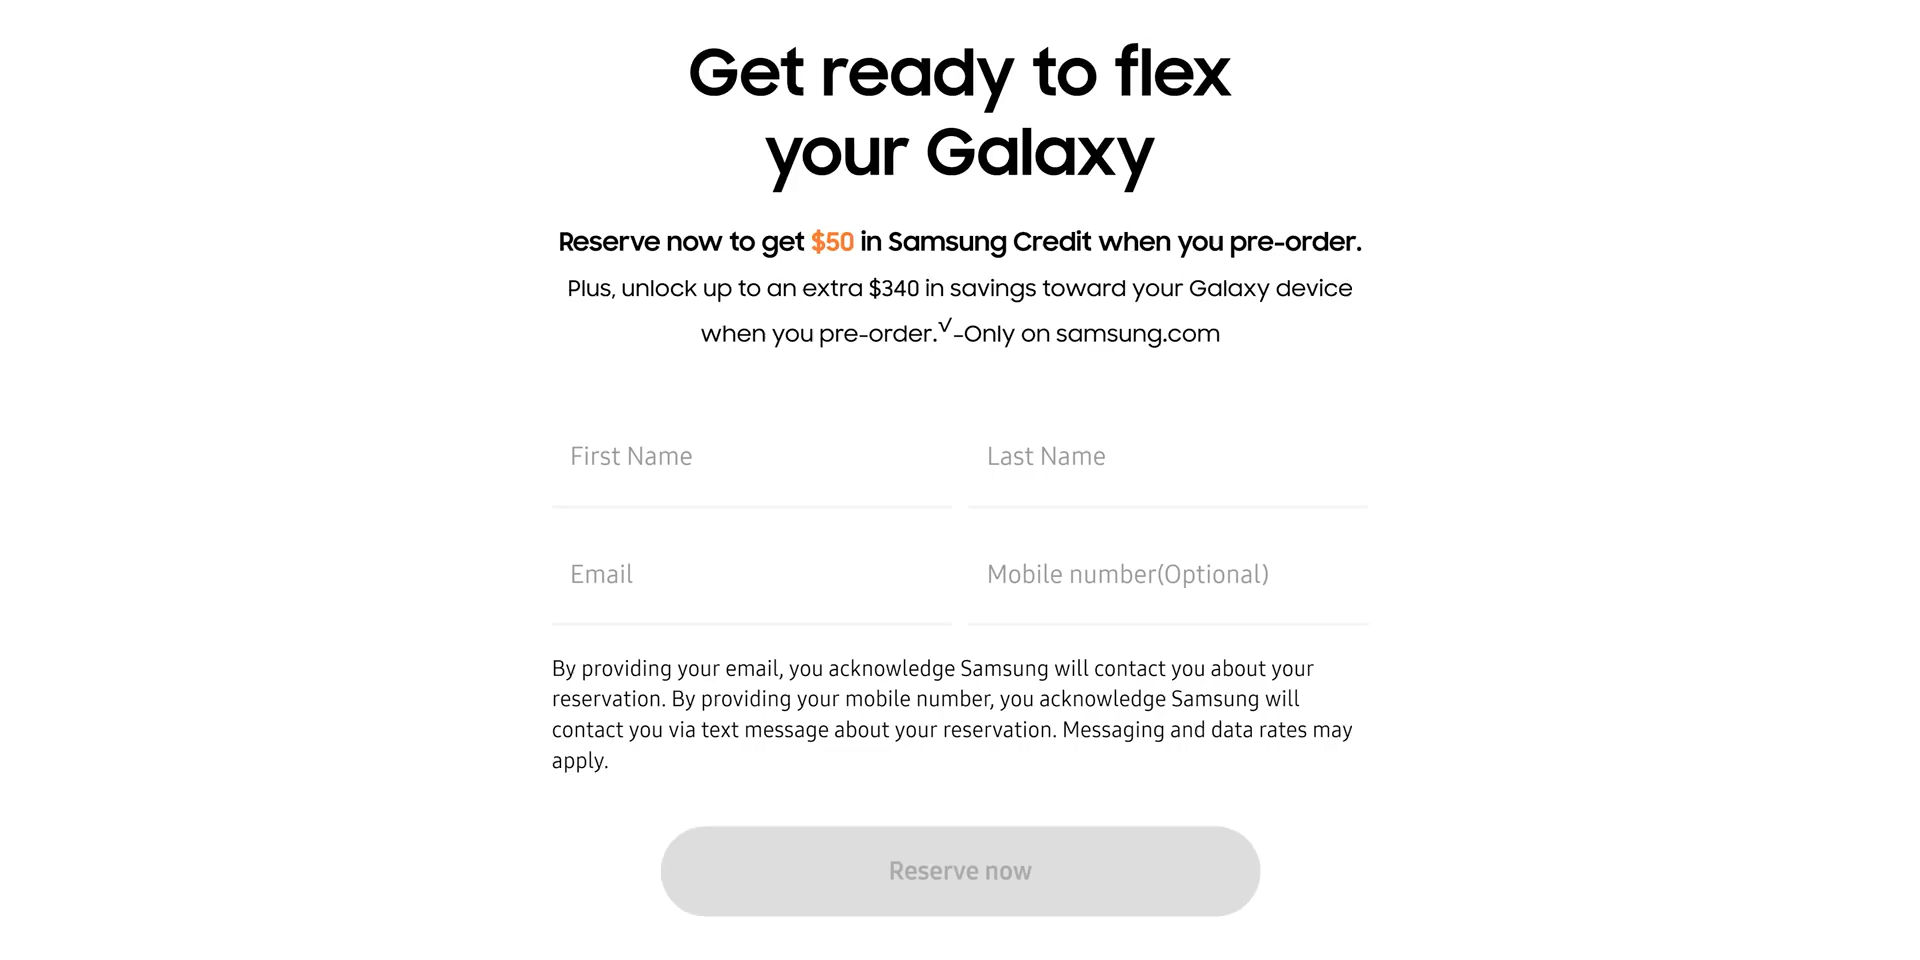 Get ready to flex
your Galaxy
Reserve now to get $50 in Samsung Credit when you pre-order.
Plus, unlock up to an extra $340 in savings toward your Galaxy device
when you pre-order.√-Only on samsung.com
First Name
Last Name
Email
Mobile number(Optional)
By providing your email, you acknowledge Samsung will contact you about your
reservation. By providing your mobile number, you acknowledge Samsung will
contact you via text message about your reservation. Messaging and data rates may
apply.
Reserve now